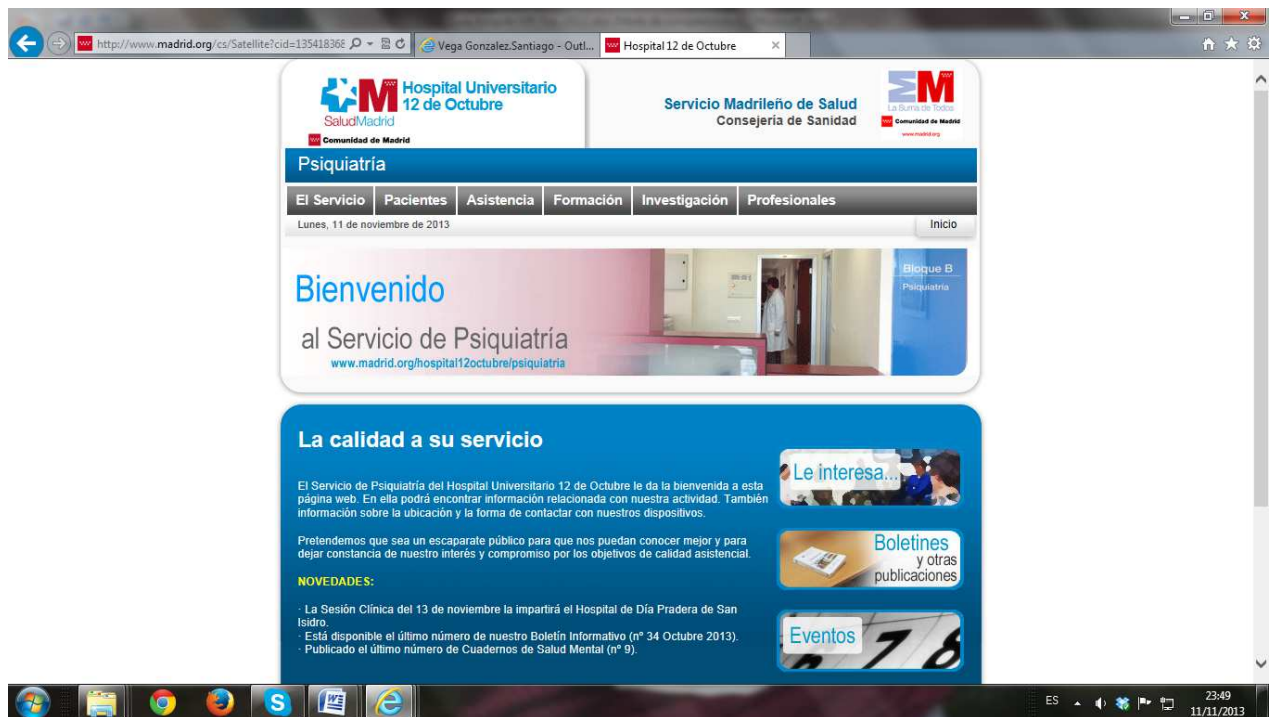 http://www.madrid.org/cs/Satellite?cid=135418368
Vega Gonzalez.Santiago - Outl...
Hospital 12 de Octubre
SaludMadrid
Hospital Universitario
12 de Octubre
Comunidad de Madrid
Servicio Madrileño de Salud
Consejería de Sanidad
La Suma de Todos
Comunidad de Madrid
www.madrid.org
Psiquiatría
El Servicio Pacientes Asistencia Formación Investigación Profesionales
Lunes, 11 de noviembre de 2013
Inicio
Bienvenido
al Servicio de Psiquiatría
www.madrid.org/hospital12octubre/psiquiatria
Bloque B
Psiquiatría
La calidad a su servicio
El Servicio de Psiquiatría del Hospital Universitario 12 de Octubre le da la bienvenida a esta
página web. En ella podrá encontrar información relacionada con nuestra actividad. También
información sobre la ubicación y la forma de contactar con nuestros dispositivos.
Pretendemos que sea un escaparate público para que nos puedan conocer mejor y para
dejar constancia de nuestro interés y compromiso por los objetivos de calidad asistencial.
NOVEDADES:
· La Sesión Clínica del 13 de noviembre la impartirá el Hospital de Día Pradera de San
Isidro.
· Está disponible el último número de nuestro Boletín Informativo (nº 34 Octubre 2013).
· Publicado el último número de Cuadernos de Salud Mental (nº 9).
Le interesa...
Boletines
y otras
publicaciones
Eventos
7 8
ES
23:49
11/11/2013